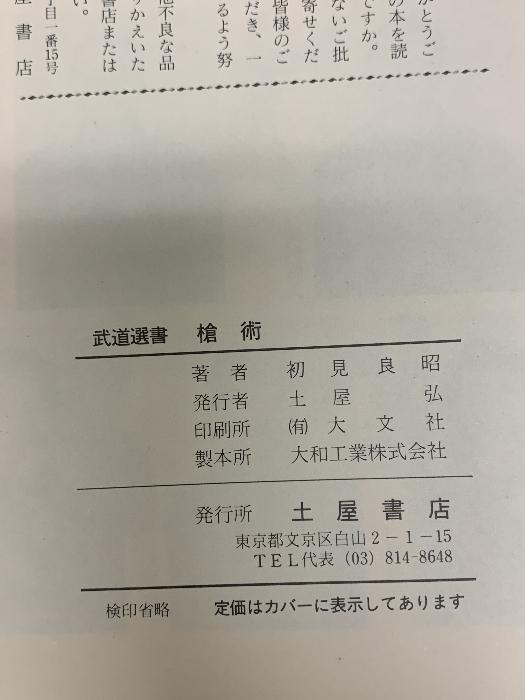 がとうご
の本を読
ですか。
ないご批
寄せくだ
皆様のご
だき、一
るよう努
他不良な品
りかえいた
書店または
い。
丁目一番15号
屋書店
武道選書 槍術
著者 初見良昭
発行者 土屋弘
印刷所 ㈲大文社
製本所 大和工業株式会社
発行所 土屋書店
東京都文京区白山2-1-15
TEL代表(03)814-8648
検印省略 定価はカバーに表示してあります